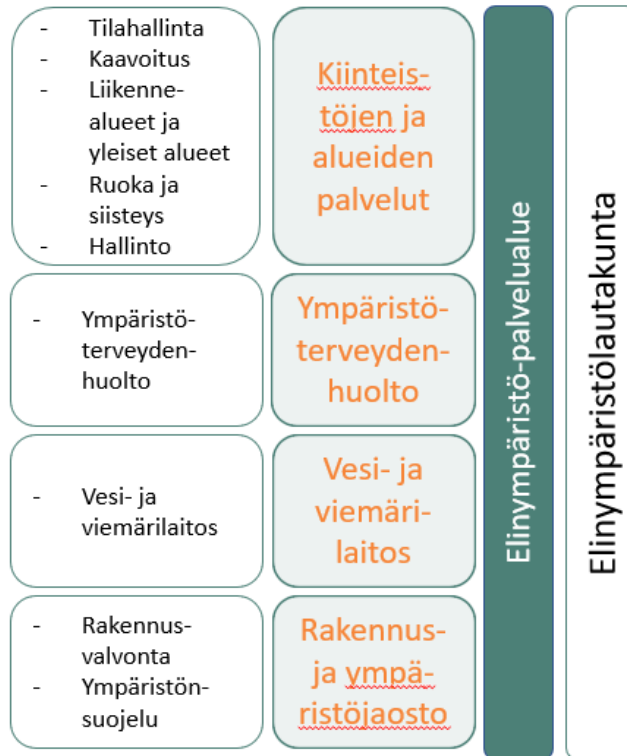 - Tilahallinta
- Kaavoitus
- Liikenne-
alueet ja
yleiset alueet
- Ruoka ja
siisteys
- Hallinto
Kiinteis-
töjen ja
alueiden
palvelut
- Ympäristö-
terveyden-
huolto
Ympäristö-
terveyden-
huolto
- Vesi- ja
viemärilaitos
Vesi- ja
viemäri-
laitos
- Rakennus-
valvonta
- Ympäristön-
suojelu
Rakennus-
ja ympä-
ristöjaosto
Elinympäristö-palvelualue
Elinympäristölautakunta